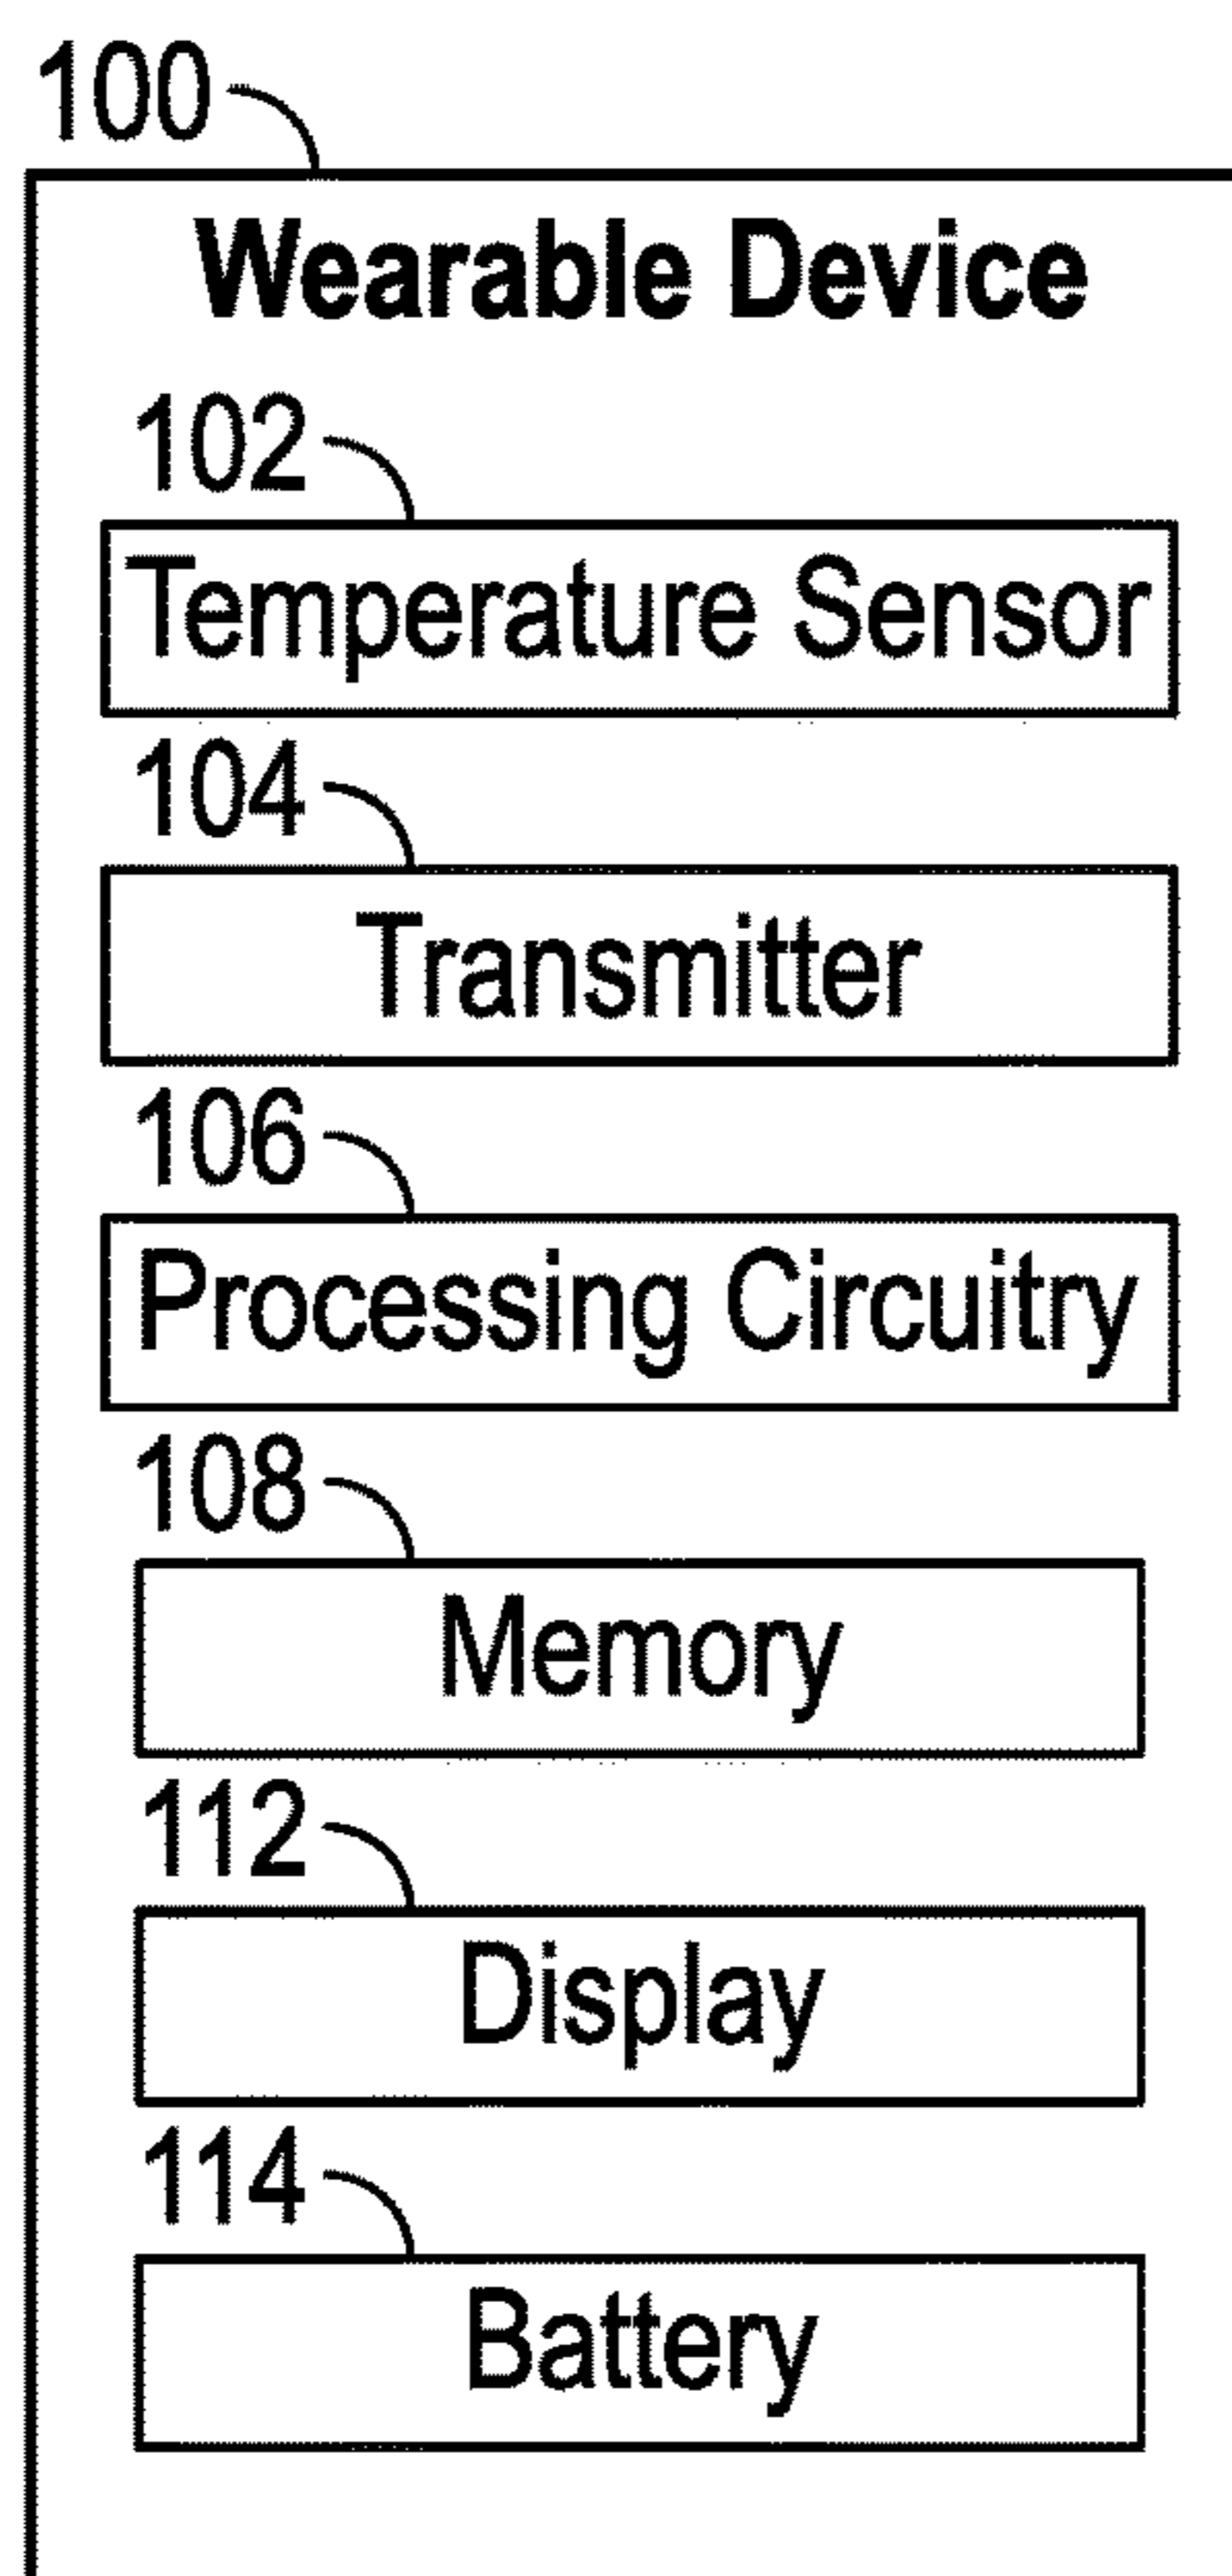 100
Wearable Device
102
Temperature Sensor
104
Transmitter
106
Processing Circuitry
108
Memory
112
Display
114
Battery